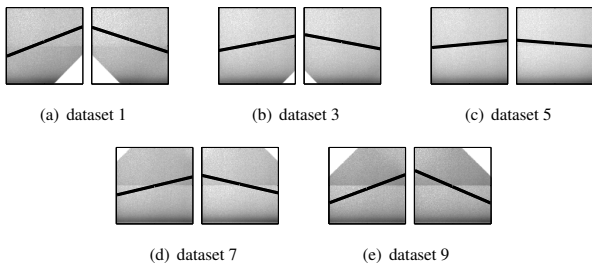 (a) dataset 1
(b) dataset 3
(c) dataset 5
(d) dataset 7
(e) dataset 9